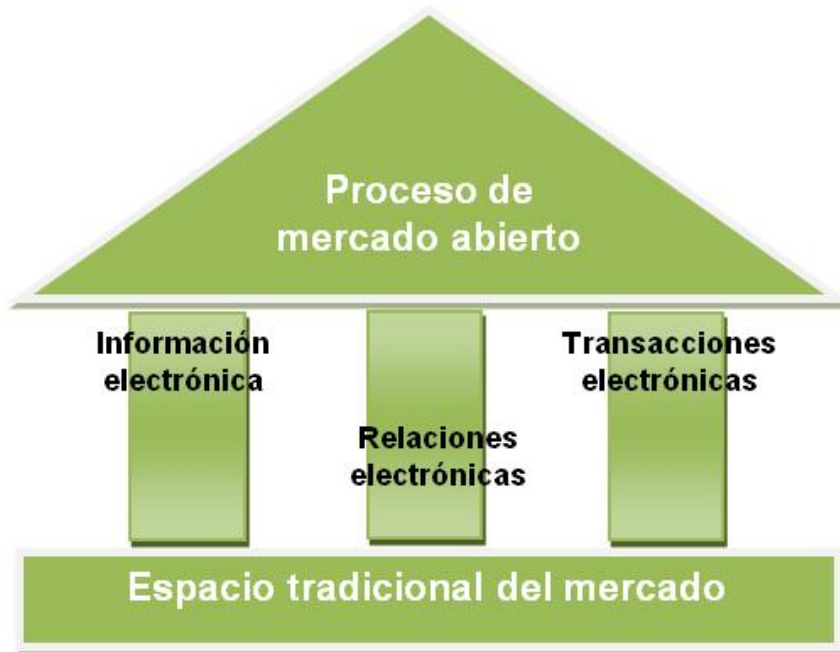 Proceso de
mercado abierto
Información
electrónica
Relaciones
electrónicas
Transacciones
electrónicas
Espacio tradicional del mercado